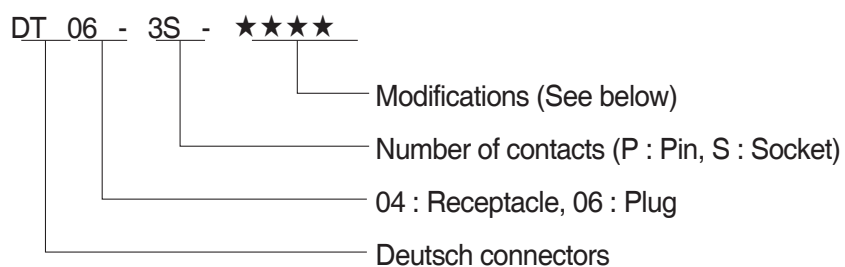 DT 06 - 3S - ★★★★
Modifications (See below)
Number of contacts (P : Pin, S : Socket)
04 : Receptacle, 06 : Plug
Deutsch connectors